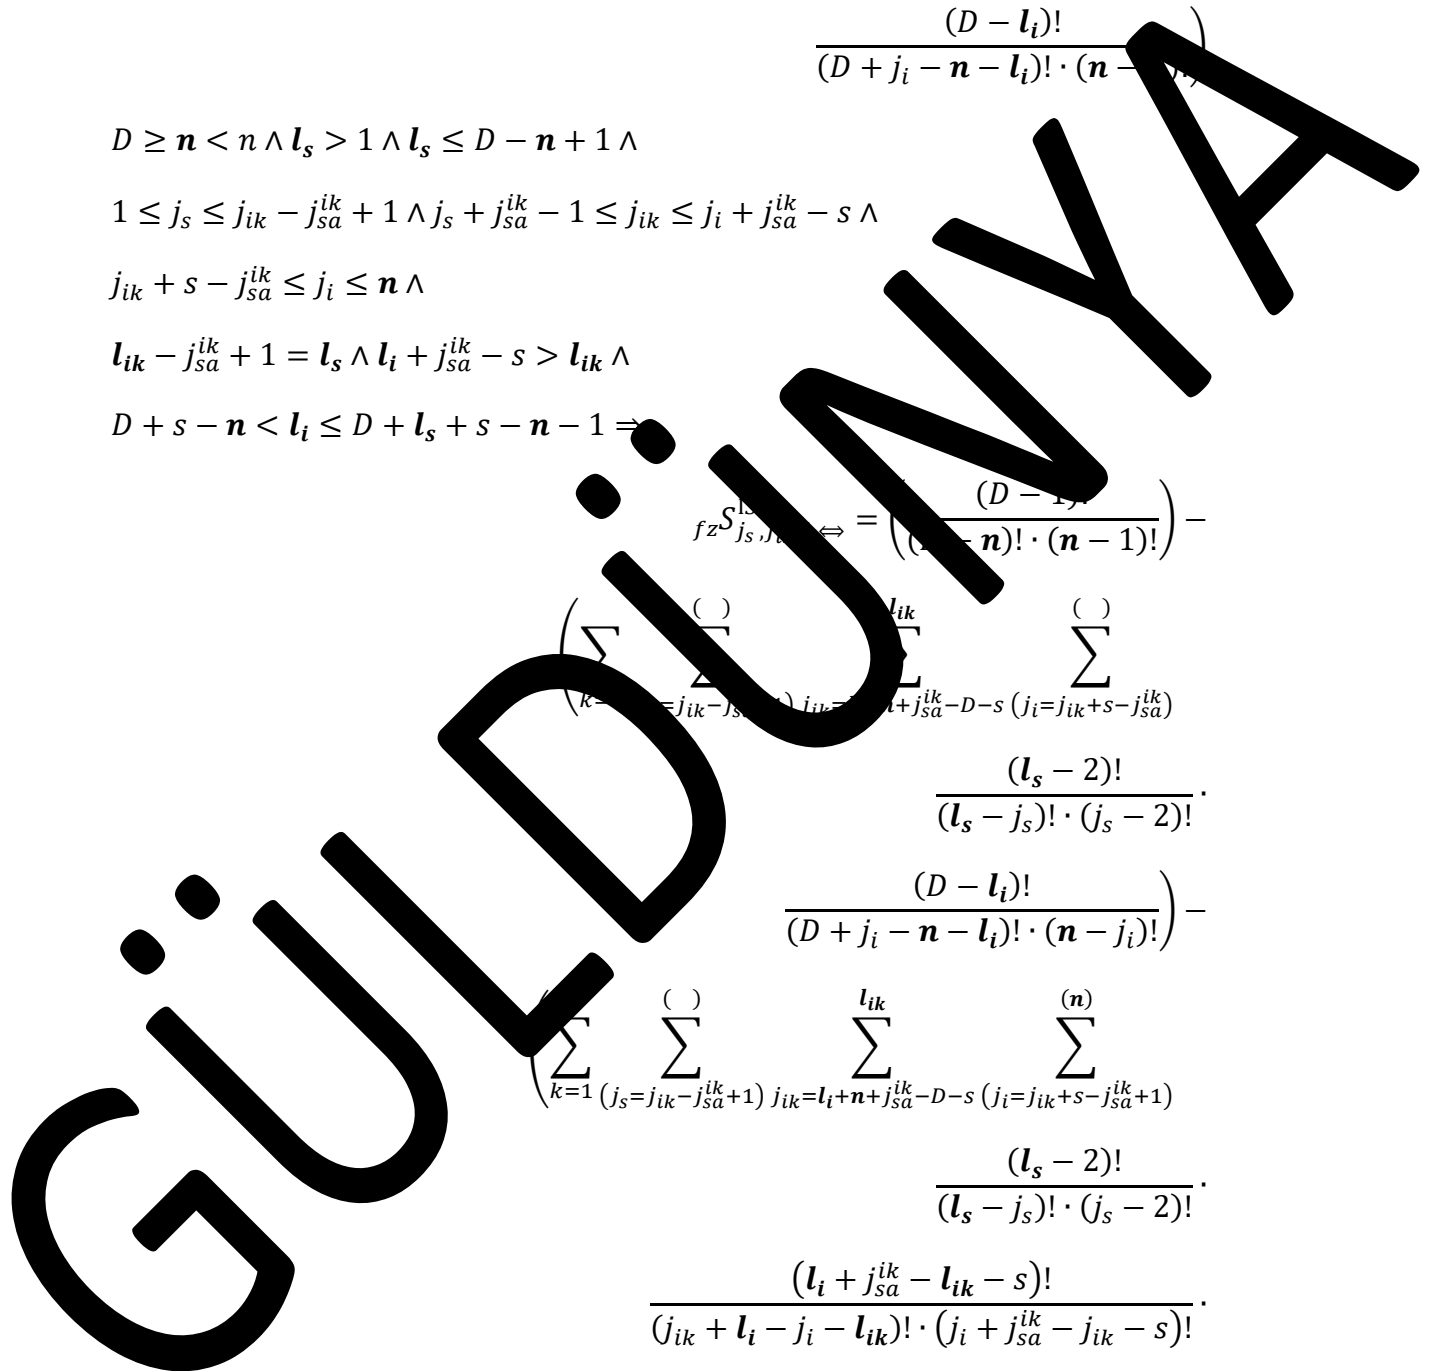 (D − l_i)!
(D + j_i − n − l_i)! · (n −
D ≥ n < n ∧ l_s > 1 ∧ l_s ≤ D − n + 1 ∧
1 ≤ j_s ≤ j_ik − j_sa^ik + 1 ∧ j_s + j_sa^ik − 1 ≤ j_ik ≤ j_i + j_sa^ik − s ∧
j_ik + s − j_sa^ik ≤ j_i ≤ n ∧
l_ik − j_sa^ik + 1 = l_s ∧ l_i + j_sa^ik − s > l_ik ∧
D + s − n < l_i ≤ D + l_s + s − n − 1 ⇒
(D − 1)!
fz S j_s, ⇔ = ( − n)! · (n − 1)! ) −
( ) l_ik ( )
( ∑ ∑ ∑ ∑
=j_ik− +n+j_sa^ik−D−s (j_i=j_ik+s−j_sa^ik)
(l_s − 2)!
(l_s − j_s)! · (j_s − 2)! ·
(D − l_i)!
(D + j_i − n − l_i)! · (n − j_i)! ) −
( ) l_ik (n)
( ∑ ∑ ∑ ∑
k=1 (j_s=j_ik−j_sa^ik+1) j_ik=l_i+n+j_sa^ik−D−s (j_i=j_ik+s−j_sa^ik+1)
(l_s − 2)!
(l_s − j_s)! · (j_s − 2)! ·
(l_i + j_sa^ik − l_ik − s)!
(j_ik + l_i − j_i − l_ik)! · (j_i + j_sa^ik − j_ik − s)! ·
GÜLDÜNYA